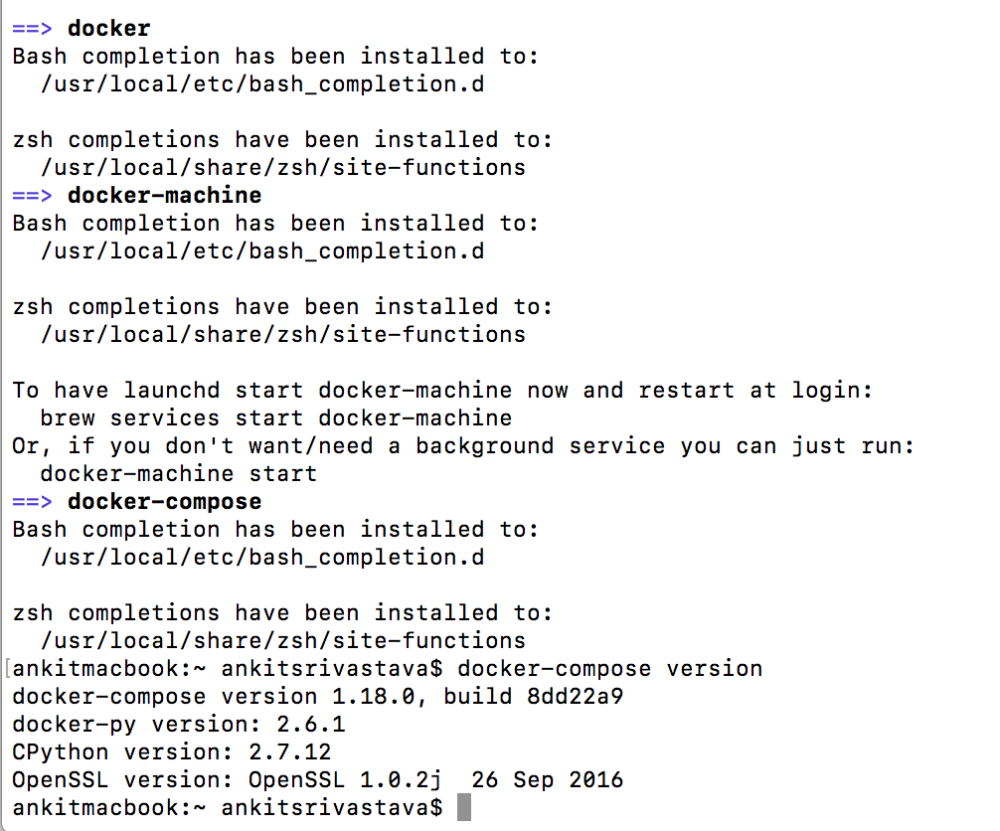 ==> docker
Bash completion has been installed to:
  /usr/local/etc/bash_completion.d

zsh completions have been installed to:
  /usr/local/share/zsh/site-functions
==> docker-machine
Bash completion has been installed to:
  /usr/local/etc/bash_completion.d

zsh completions have been installed to:
  /usr/local/share/zsh/site-functions

To have launchd start docker-machine now and restart at login:
  brew services start docker-machine
Or, if you don't want/need a background service you can just run:
  docker-machine start
==> docker-compose
Bash completion has been installed to:
  /usr/local/etc/bash_completion.d

zsh completions have been installed to:
  /usr/local/share/zsh/site-functions
[ankitmacbook:~ ankitsrivastava$ docker-compose version
docker-compose version 1.18.0, build 8dd22a9
docker-py version: 2.6.1
CPython version: 2.7.12
OpenSSL version: OpenSSL 1.0.2j  26 Sep 2016
ankitmacbook:~ ankitsrivastava$